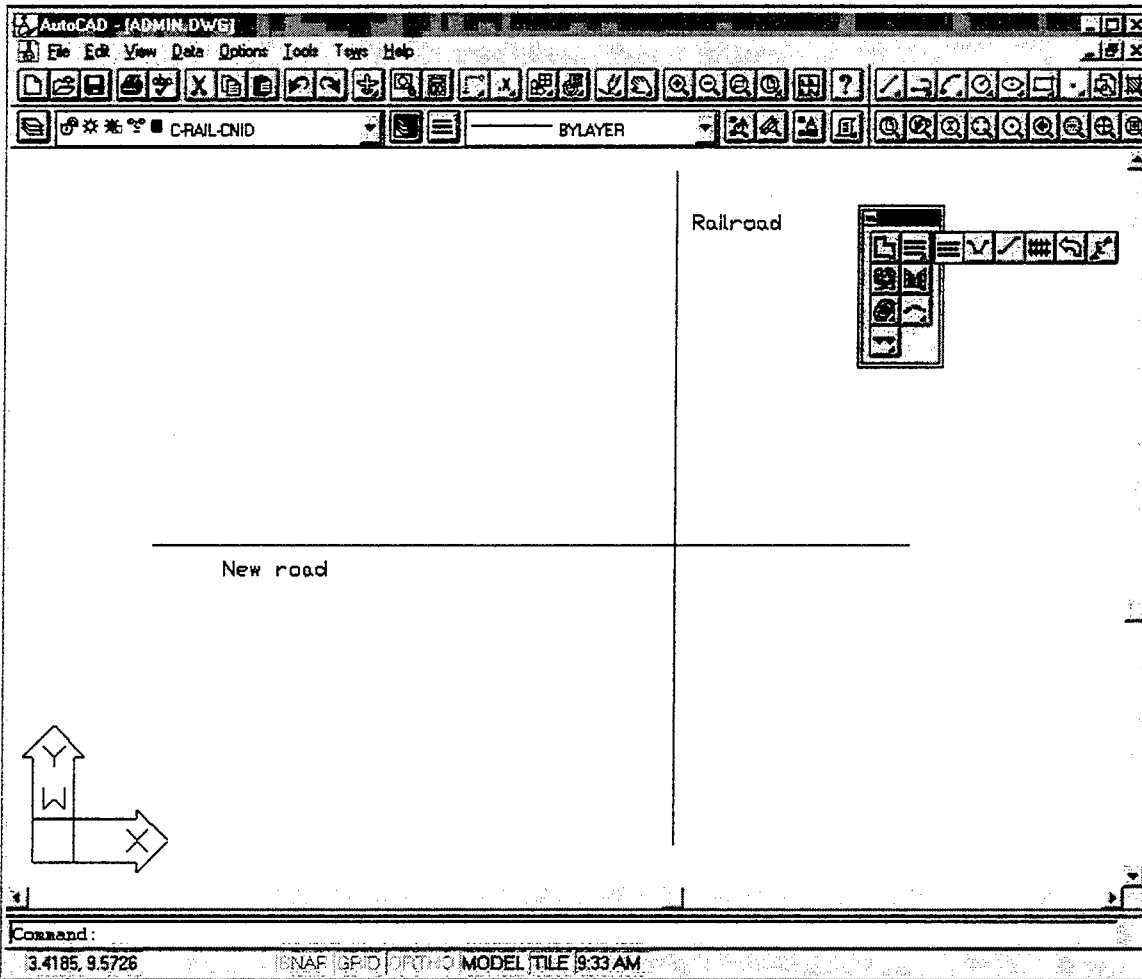 AutoCAD - [ADMIN.DWG]
File Edit View Data Options Tools Tews Help
C-RAIL-CNID BYLAYER
Railroad
New road
Y
W
X
Command:
3.4185, 9.5726 SNAP GRID ORTHO MODEL TILE 9:33 AM